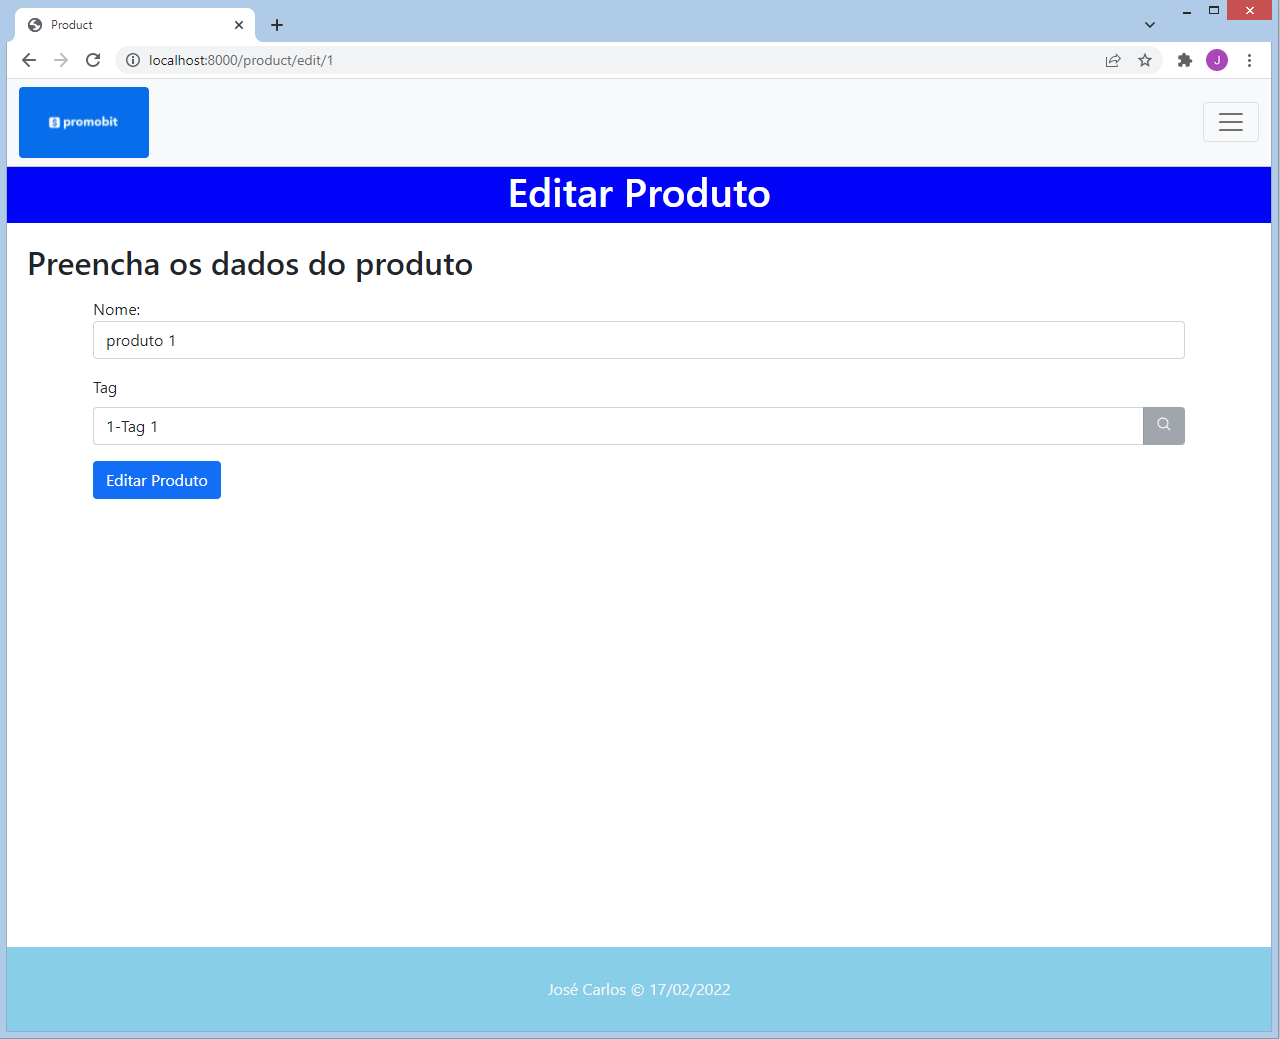 Product
localhost:8000/product/edit/1
J
promobit
Editar Produto
Preencha os dados do produto
Nome:
produto 1
Tag
1-Tag 1
Editar Produto
José Carlos © 17/02/2022